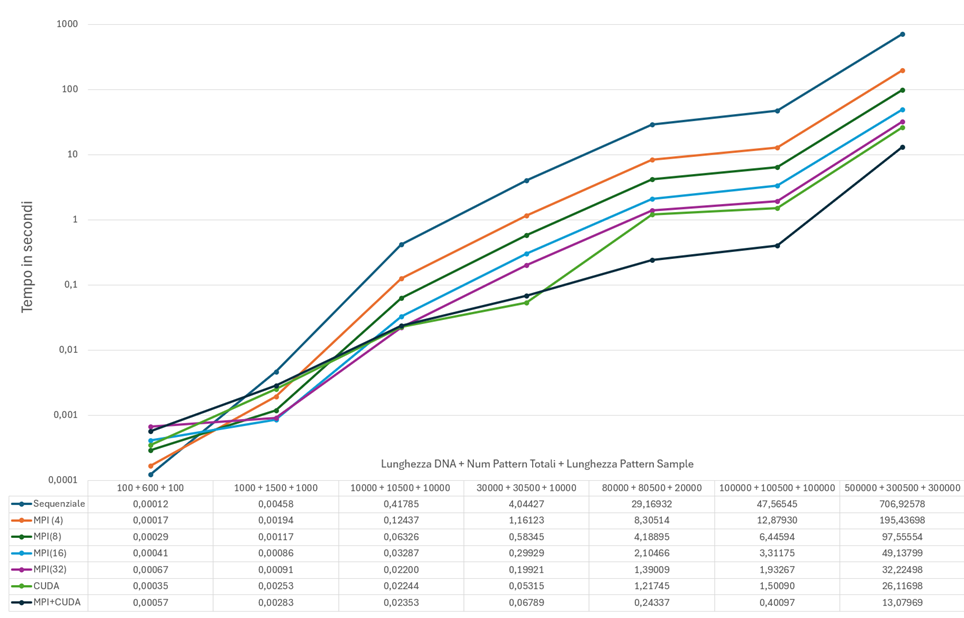 1000
100
10
1
0,1
0,01
0,001
0,0001
Tempo in secondi
Lunghezza DNA + Num Pattern Totali + Lunghezza Pattern Sample
100 + 600 + 100 1000 + 1500 + 1000 10000 + 10500 + 10000 30000 + 30500 + 10000 80000 + 80500 + 20000 100000 + 100500 + 100000 500000 + 300500 + 300000
Sequenziale 0,00012 0,00458 0,41785 4,04427 29,16932 47,56545 706,92578
MPI (4) 0,00017 0,00194 0,12437 1,16123 8,30514 12,87930 195,43698
MPI(8) 0,00029 0,00117 0,06326 0,58345 4,18895 6,44594 97,55554
MPI(16) 0,00041 0,00086 0,03287 0,29929 2,10466 3,31175 49,13799
MPI(32) 0,00067 0,00091 0,02200 0,19921 1,39009 1,93267 32,22498
CUDA 0,00035 0,00253 0,02244 0,05315 1,21745 1,50090 26,11698
MPI+CUDA 0,00057 0,00283 0,02353 0,06789 0,24337 0,40097 13,07969